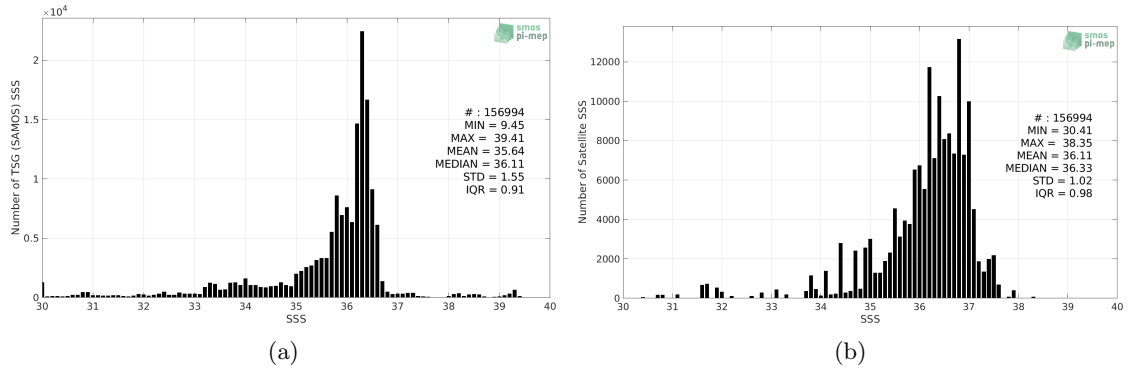 ×10⁴
2
1.5
1
0.5
0
Number of TSG (SAMOS) SSS
30 31 32 33 34 35 36 37 38 39 40
SSS
smos
pi-mep
# : 156994
MIN = 9.45
MAX = 39.41
MEAN = 35.64
MEDIAN = 36.11
STD = 1.55
IQR = 0.91
(a)
12000
10000
8000
6000
4000
2000
0
Number of Satellite SSS
30 31 32 33 34 35 36 37 38 39 40
SSS
smos
pi-mep
# : 156994
MIN = 30.41
MAX = 38.35
MEAN = 36.11
MEDIAN = 36.33
STD = 1.02
IQR = 0.98
(b)